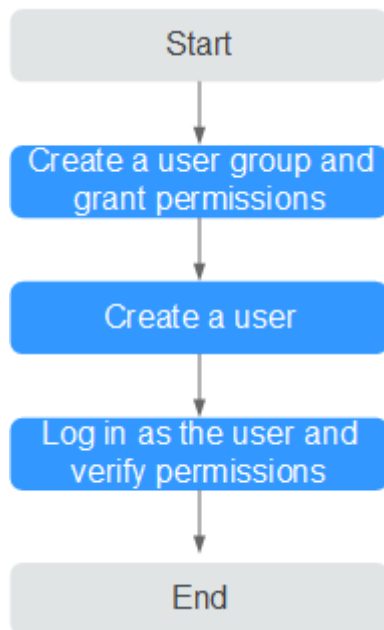 Start
Create a user group and
grant permissions
Create a user
Log in as the user and
verify permissions
End